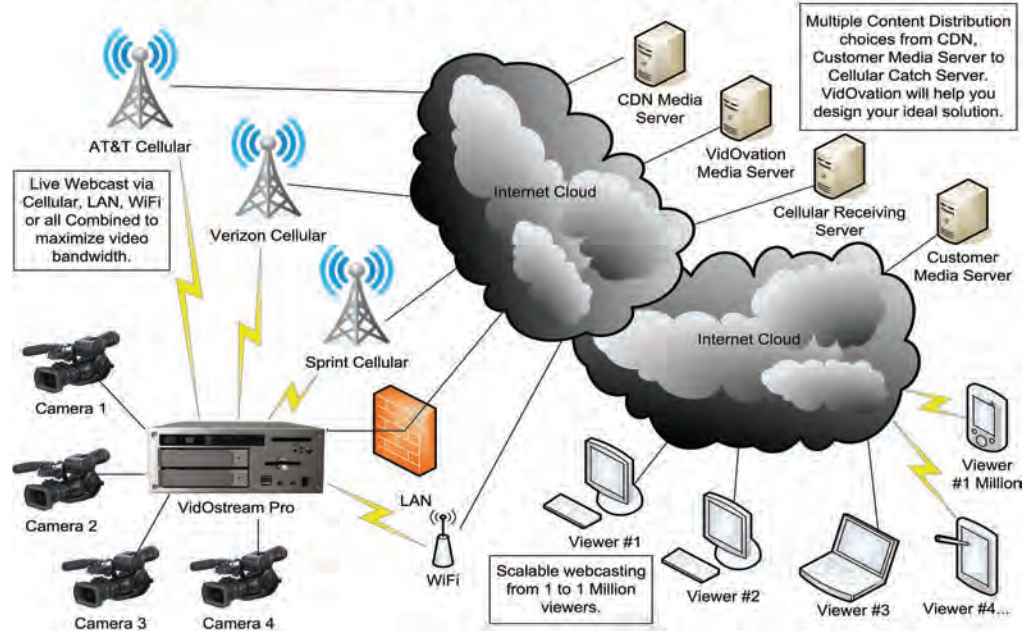 Multiple Content Distribution
choices from CDN,
Customer Media Server to
Cellular Catch Server.
VidOvation will help you
design your ideal solution.
CDN Media
Server
AT&T Cellular
VidOvation
Media Server
Live Webcast via
Cellular, LAN, WiFi
or all Combined to
maximize video
bandwidth.
Internet Cloud
Verizon Cellular
Cellular Receiving
Server
Customer
Media Server
Sprint Cellular
Internet Cloud
Camera 1
Viewer
#1 Million
LAN
VidOstream Pro
Camera 2
Viewer #1
WiFi
Scalable webcasting
from 1 to 1 Million
viewers.
Viewer #2
Viewer #3
Viewer #4...
Camera 3
Camera 4